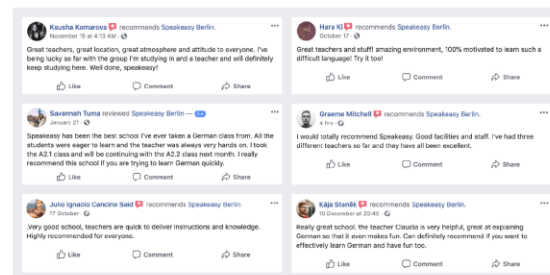 Ksusha Komarova recommends Speakeasy Berlin.
November 19 at 4:13 AM
Great teachers, great location, great atmosphere and attitude to everyone. I've
being lucky so far with the group I'm studying in and a teacher and will definitely
keep studying here. Well done, speakeasy!
Like Comment Share
Hara Ki recommends Speakeasy Berlin.
October 17
Great teachers and stuff! amazing environment, 100% motivated to learn such a
difficult language! Try it too!
Like Comment Share
Savannah Tuma reviewed Speakeasy Berlin —
January 21
Speakeasy has been the best school I've ever taken a German class from. All the
students were eager to learn and the teacher was always very hands on. I took
the A2.1 class and will be continuing with the A2.2 class next month. I really
recommend this school if you are trying to learn German quickly.
Like Comment Share
Graeme Mitchell recommends Speakeasy Berlin.
4 hrs
I would totally recommend Speakeasy. Good facilities and staff. I've had three
different teachers so far and they have all been excellent.
Like Comment Share
Julio Ignacio Cancino Said recommends Speakeasy Berlin.
17 October
.Very good school, teachers are quick to deliver instructions and knowledge.
Highly recommended for everyone.
Like Comment Share
Kája Staněk recommends Speakeasy Berlin.
10 December at 20:45
Really great school, the teacher Claudia is very helpful, great at explaining
German so that it even makes fun. Can definitely recommend if you want to
effectively learn German and have fun too.
Like Comment Share